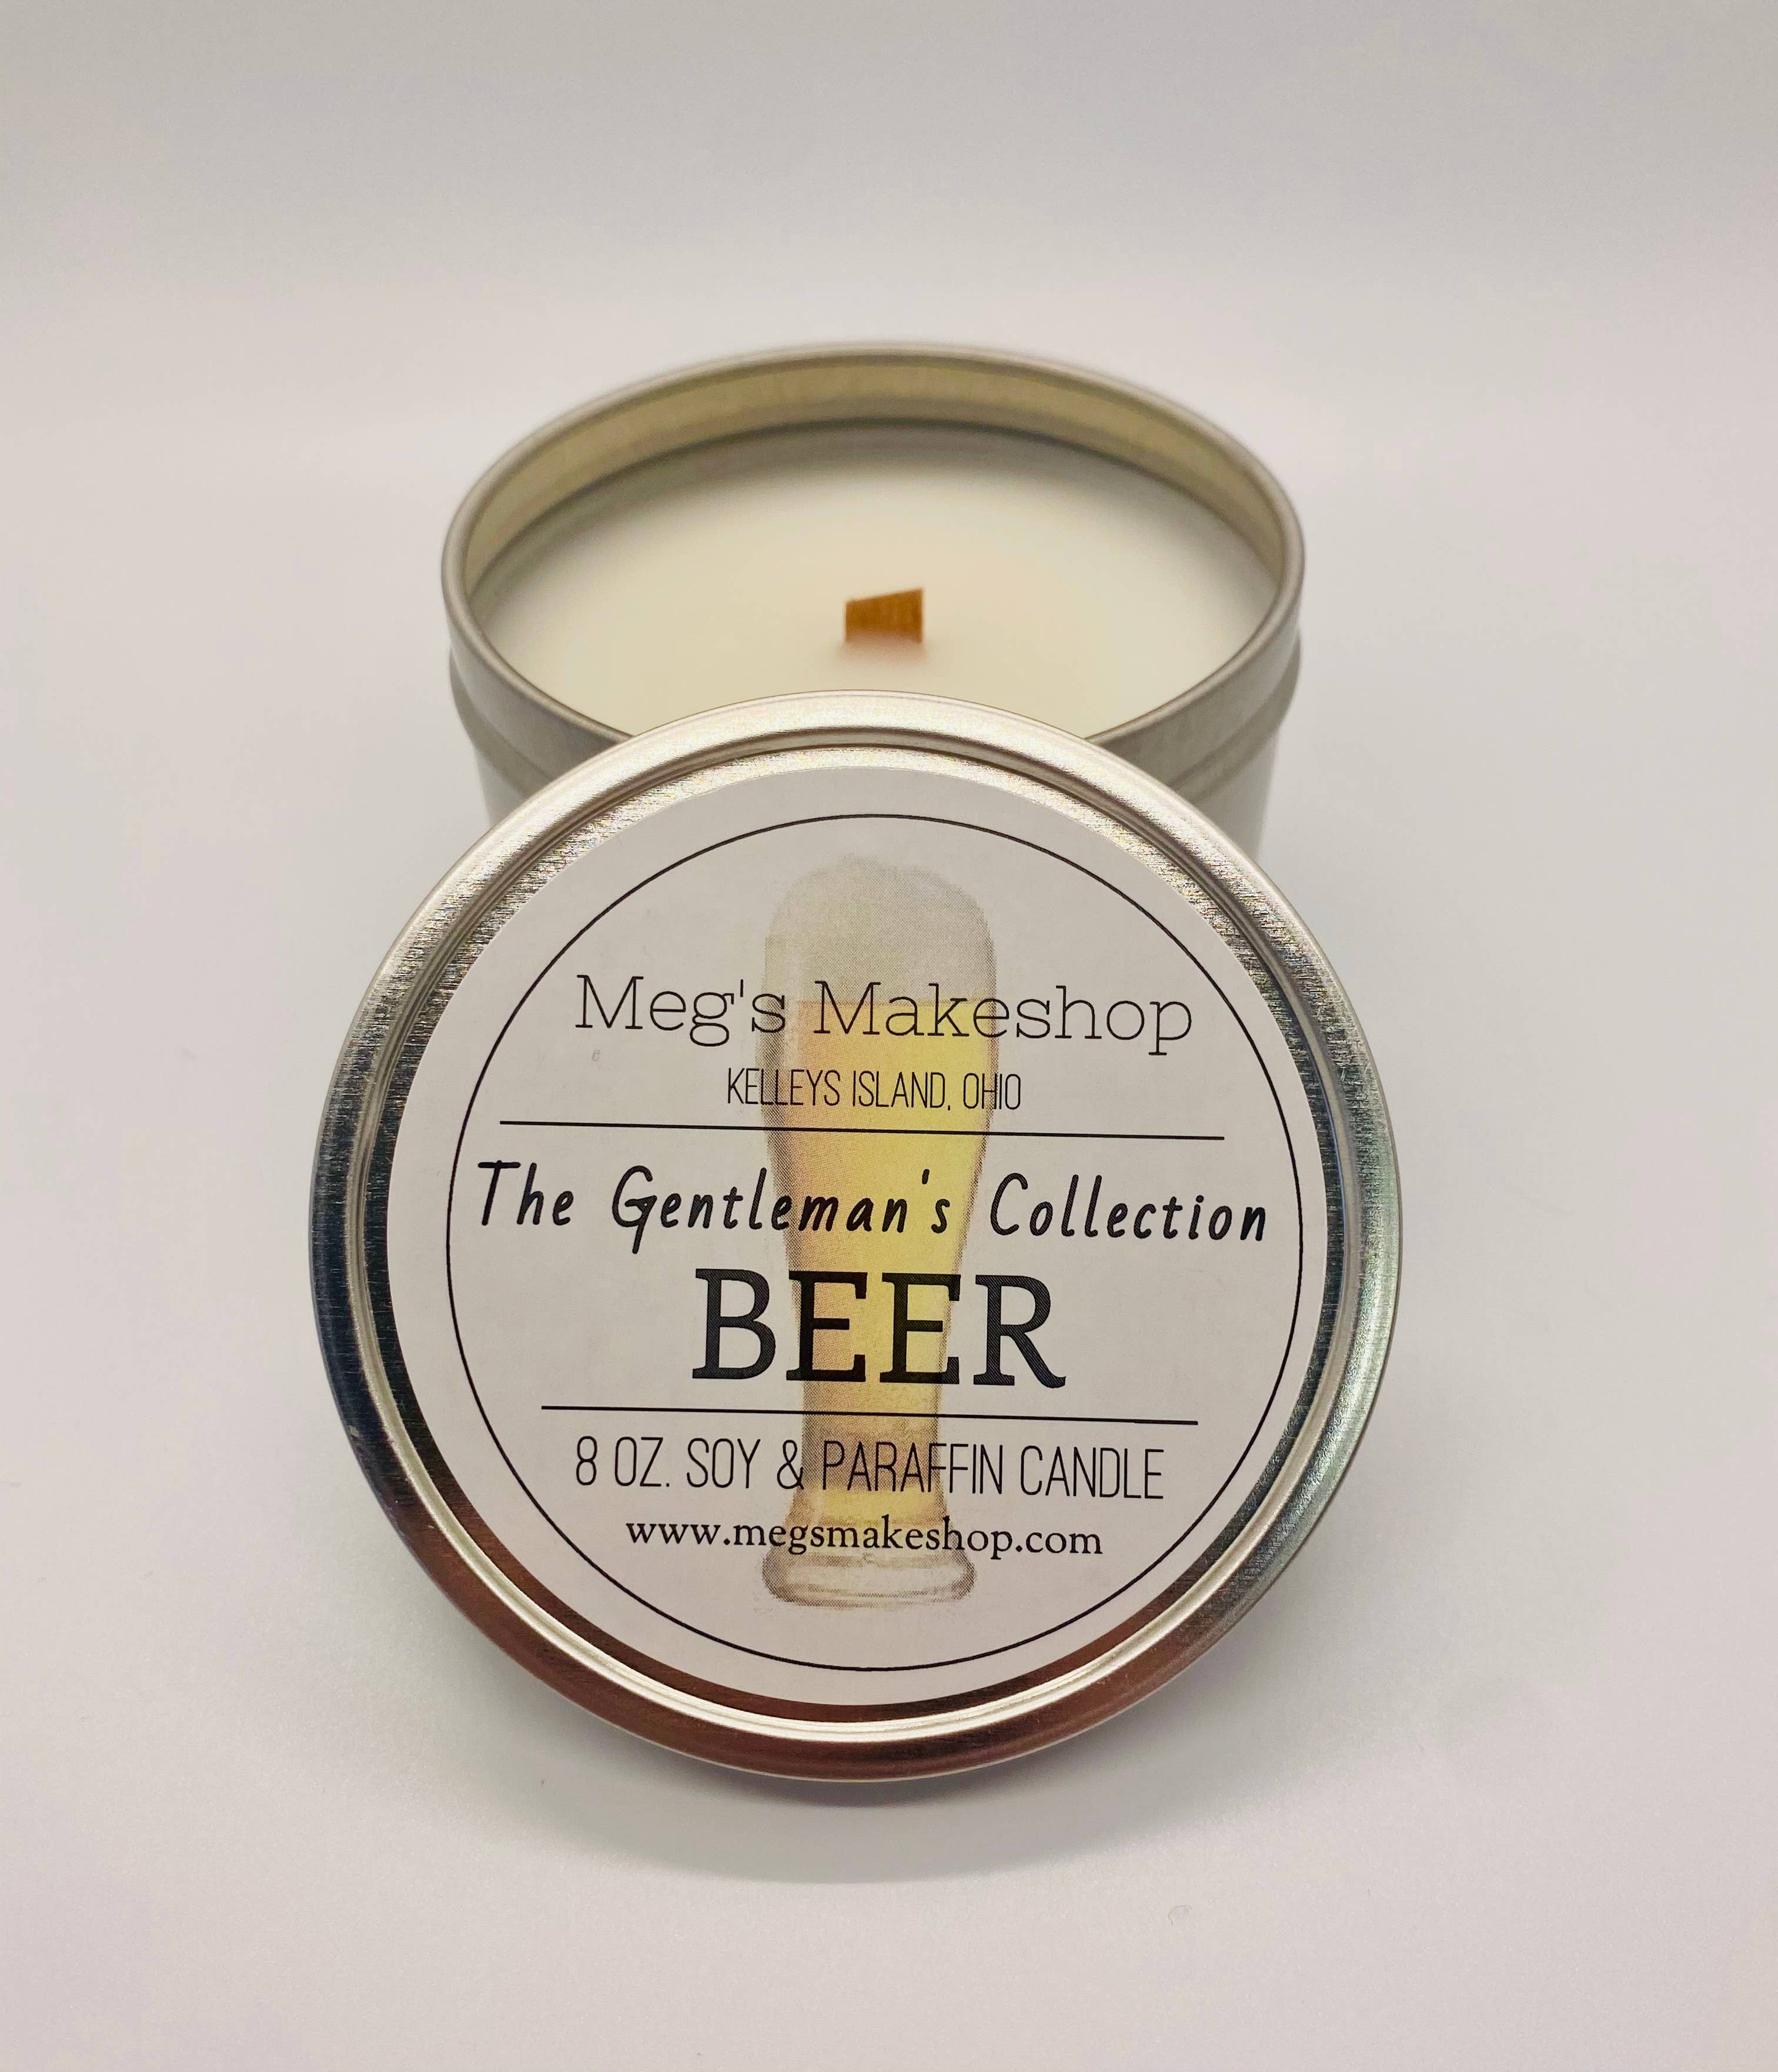 Meg's Makeshop
KELLEYS ISLAND, OHIO
The Gentleman's Collection
BEER
8 OZ. SOY & PARAFFIN CANDLE
www.megsmakeshop.com